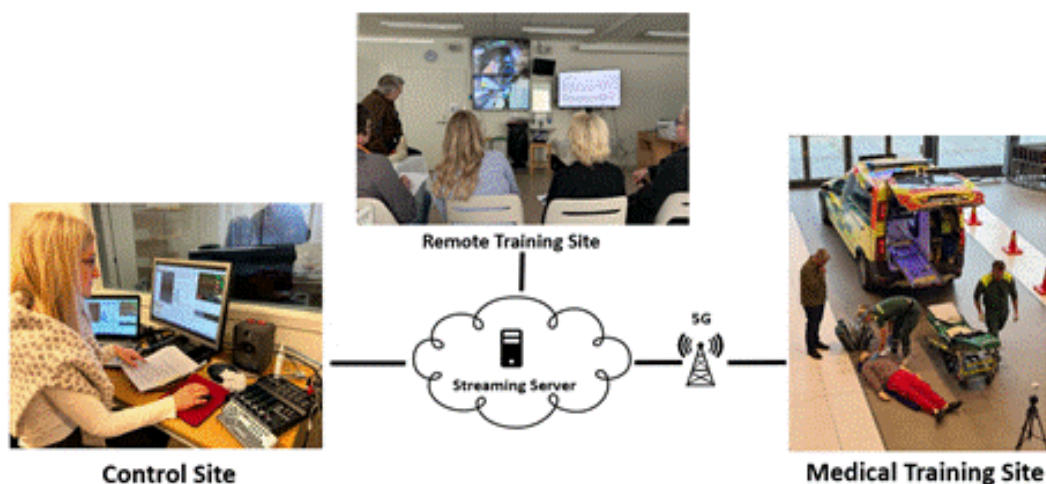 Remote Training Site
5G
Streaming Server
Control Site
Medical Training Site